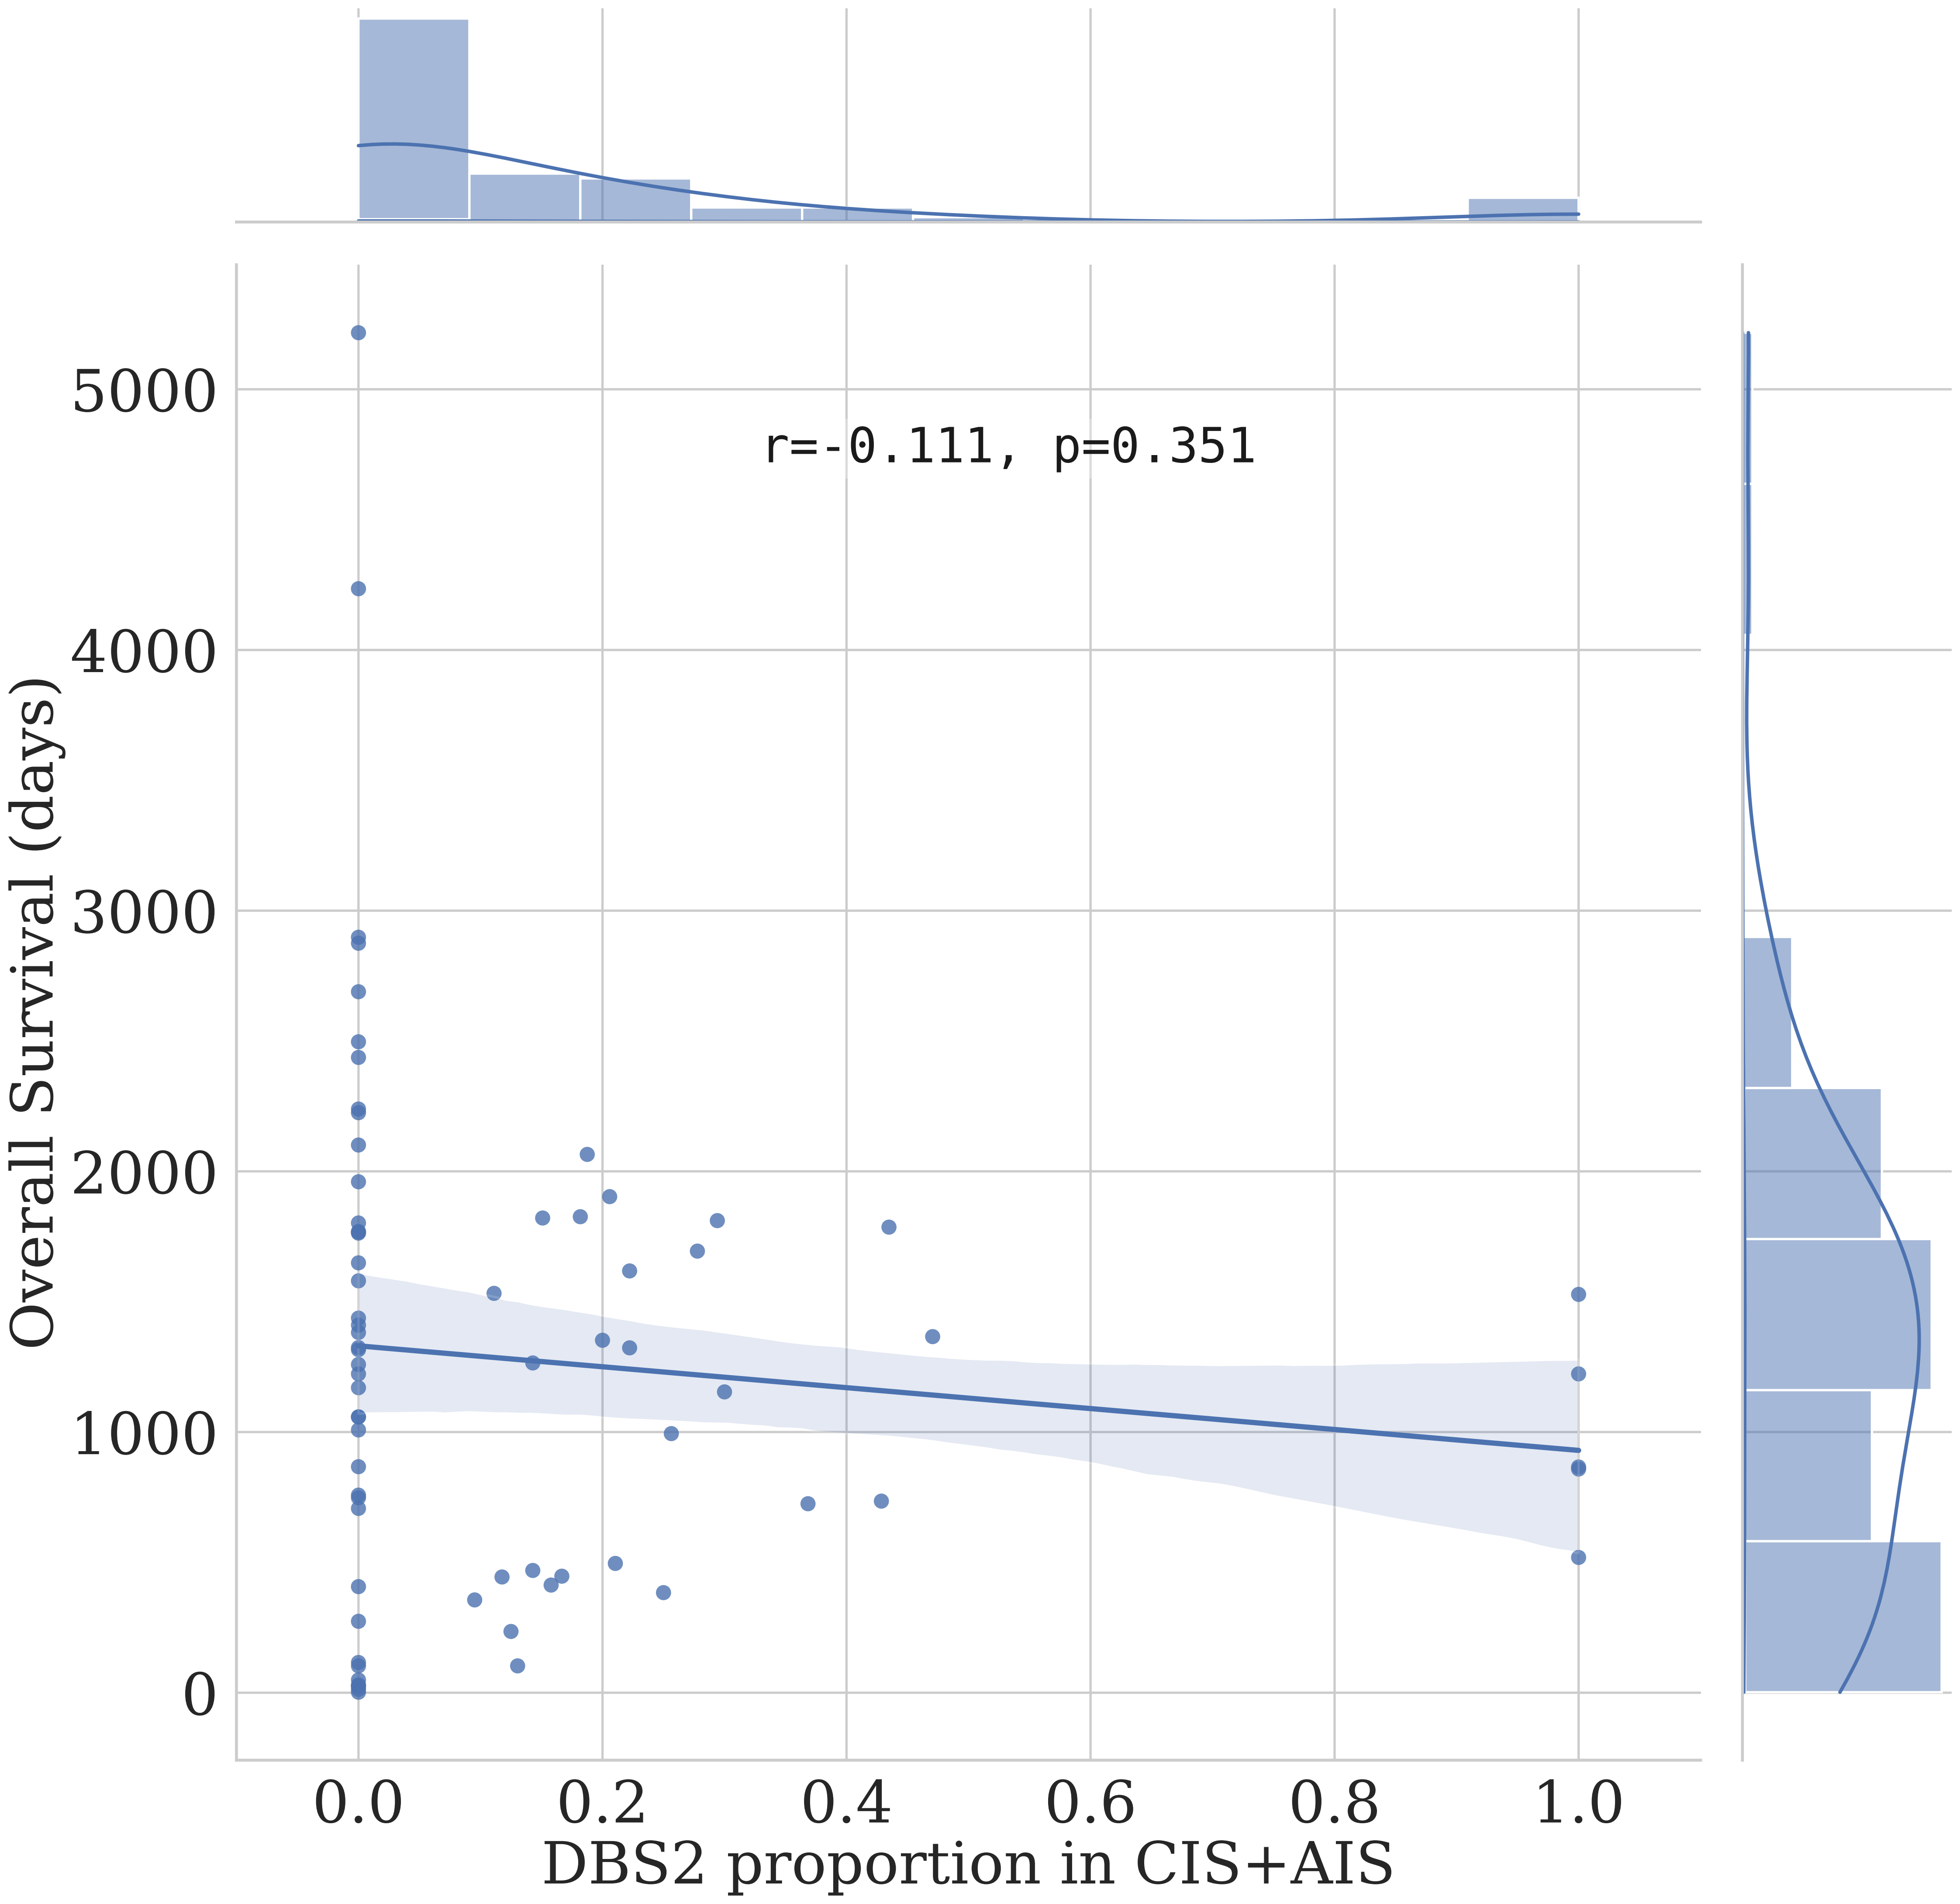 r=-0.111, p=0.351
Overall Survival (days)
5000
4000
3000
2000
1000
0
0.0 0.2 0.4 0.6 0.8 1.0
DBS2 proportion in CIS+AIS